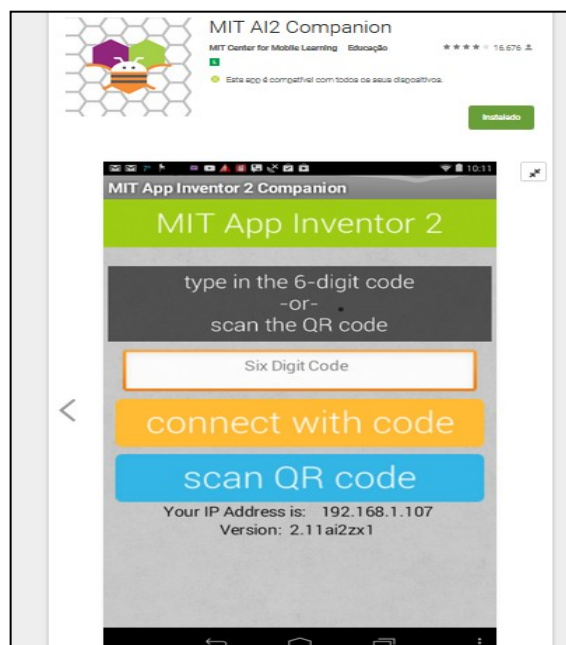 MIT AI2 Companion
MIT Center for Mobile Learning Educação
16.676
Este app é compatível com todos os seus dispositivos.
Instalado
10:11
MIT App Inventor 2 Companion
MIT App Inventor 2
type in the 6-digit code
-or-
scan the QR code
Six Digit Code
connect with code
scan QR code
Your IP Address is: 192.168.1.107
Version: 2.11ai2zx1